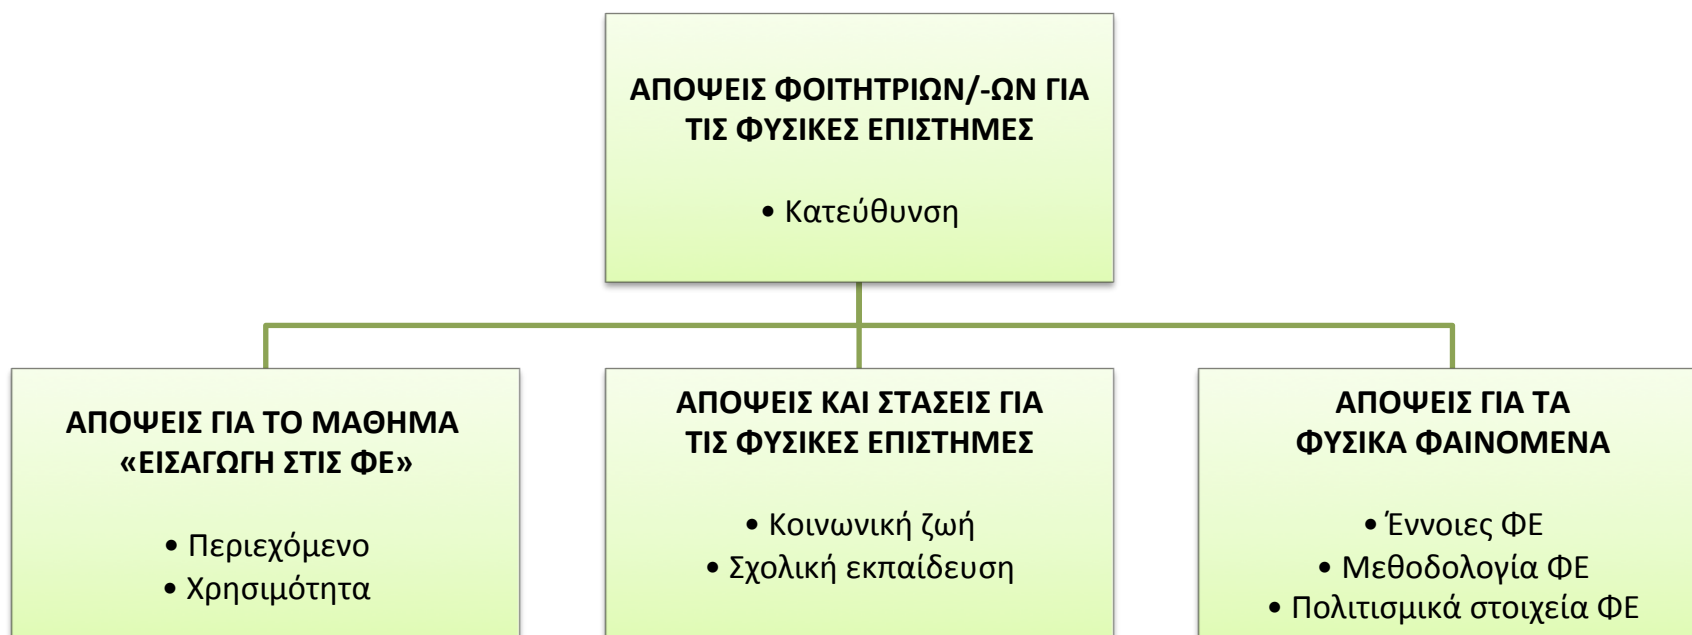 ΑΠΟΨΕΙΣ ΦΟΙΤΗΤΡΙΩΝ/-ΩΝ ΓΙΑ
ΤΙΣ ΦΥΣΙΚΕΣ ΕΠΙΣΤΗΜΕΣ
• Κατεύθυνση
ΑΠΟΨΕΙΣ ΓΙΑ ΤΟ ΜΑΘΗΜΑ
«ΕΙΣΑΓΩΓΗ ΣΤΙΣ ΦΕ»
• Περιεχόμενο
• Χρησιμότητα
ΑΠΟΨΕΙΣ ΚΑΙ ΣΤΑΣΕΙΣ ΓΙΑ
ΤΙΣ ΦΥΣΙΚΕΣ ΕΠΙΣΤΗΜΕΣ
• Κοινωνική ζωή
• Σχολική εκπαίδευση
ΑΠΟΨΕΙΣ ΓΙΑ ΤΑ
ΦΥΣΙΚΑ ΦΑΙΝΟΜΕΝΑ
• Έννοιες ΦΕ
• Μεθοδολογία ΦΕ
• Πολιτισμικά στοιχεία ΦΕ